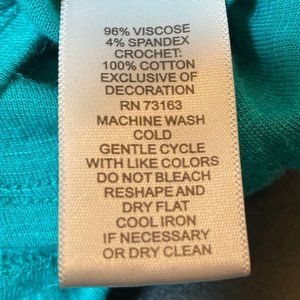 96% VISCOSE
4% SPANDEX
CROCHET:
100% COTTON
EXCLUSIVE OF
DECORATION
RN 73163
MACHINE WASH
COLD
GENTLE CYCLE
WITH LIKE COLORS
DO NOT BLEACH
RESHAPE AND
DRY FLAT
COOL IRON
IF NECESSARY
OR DRY CLEAN